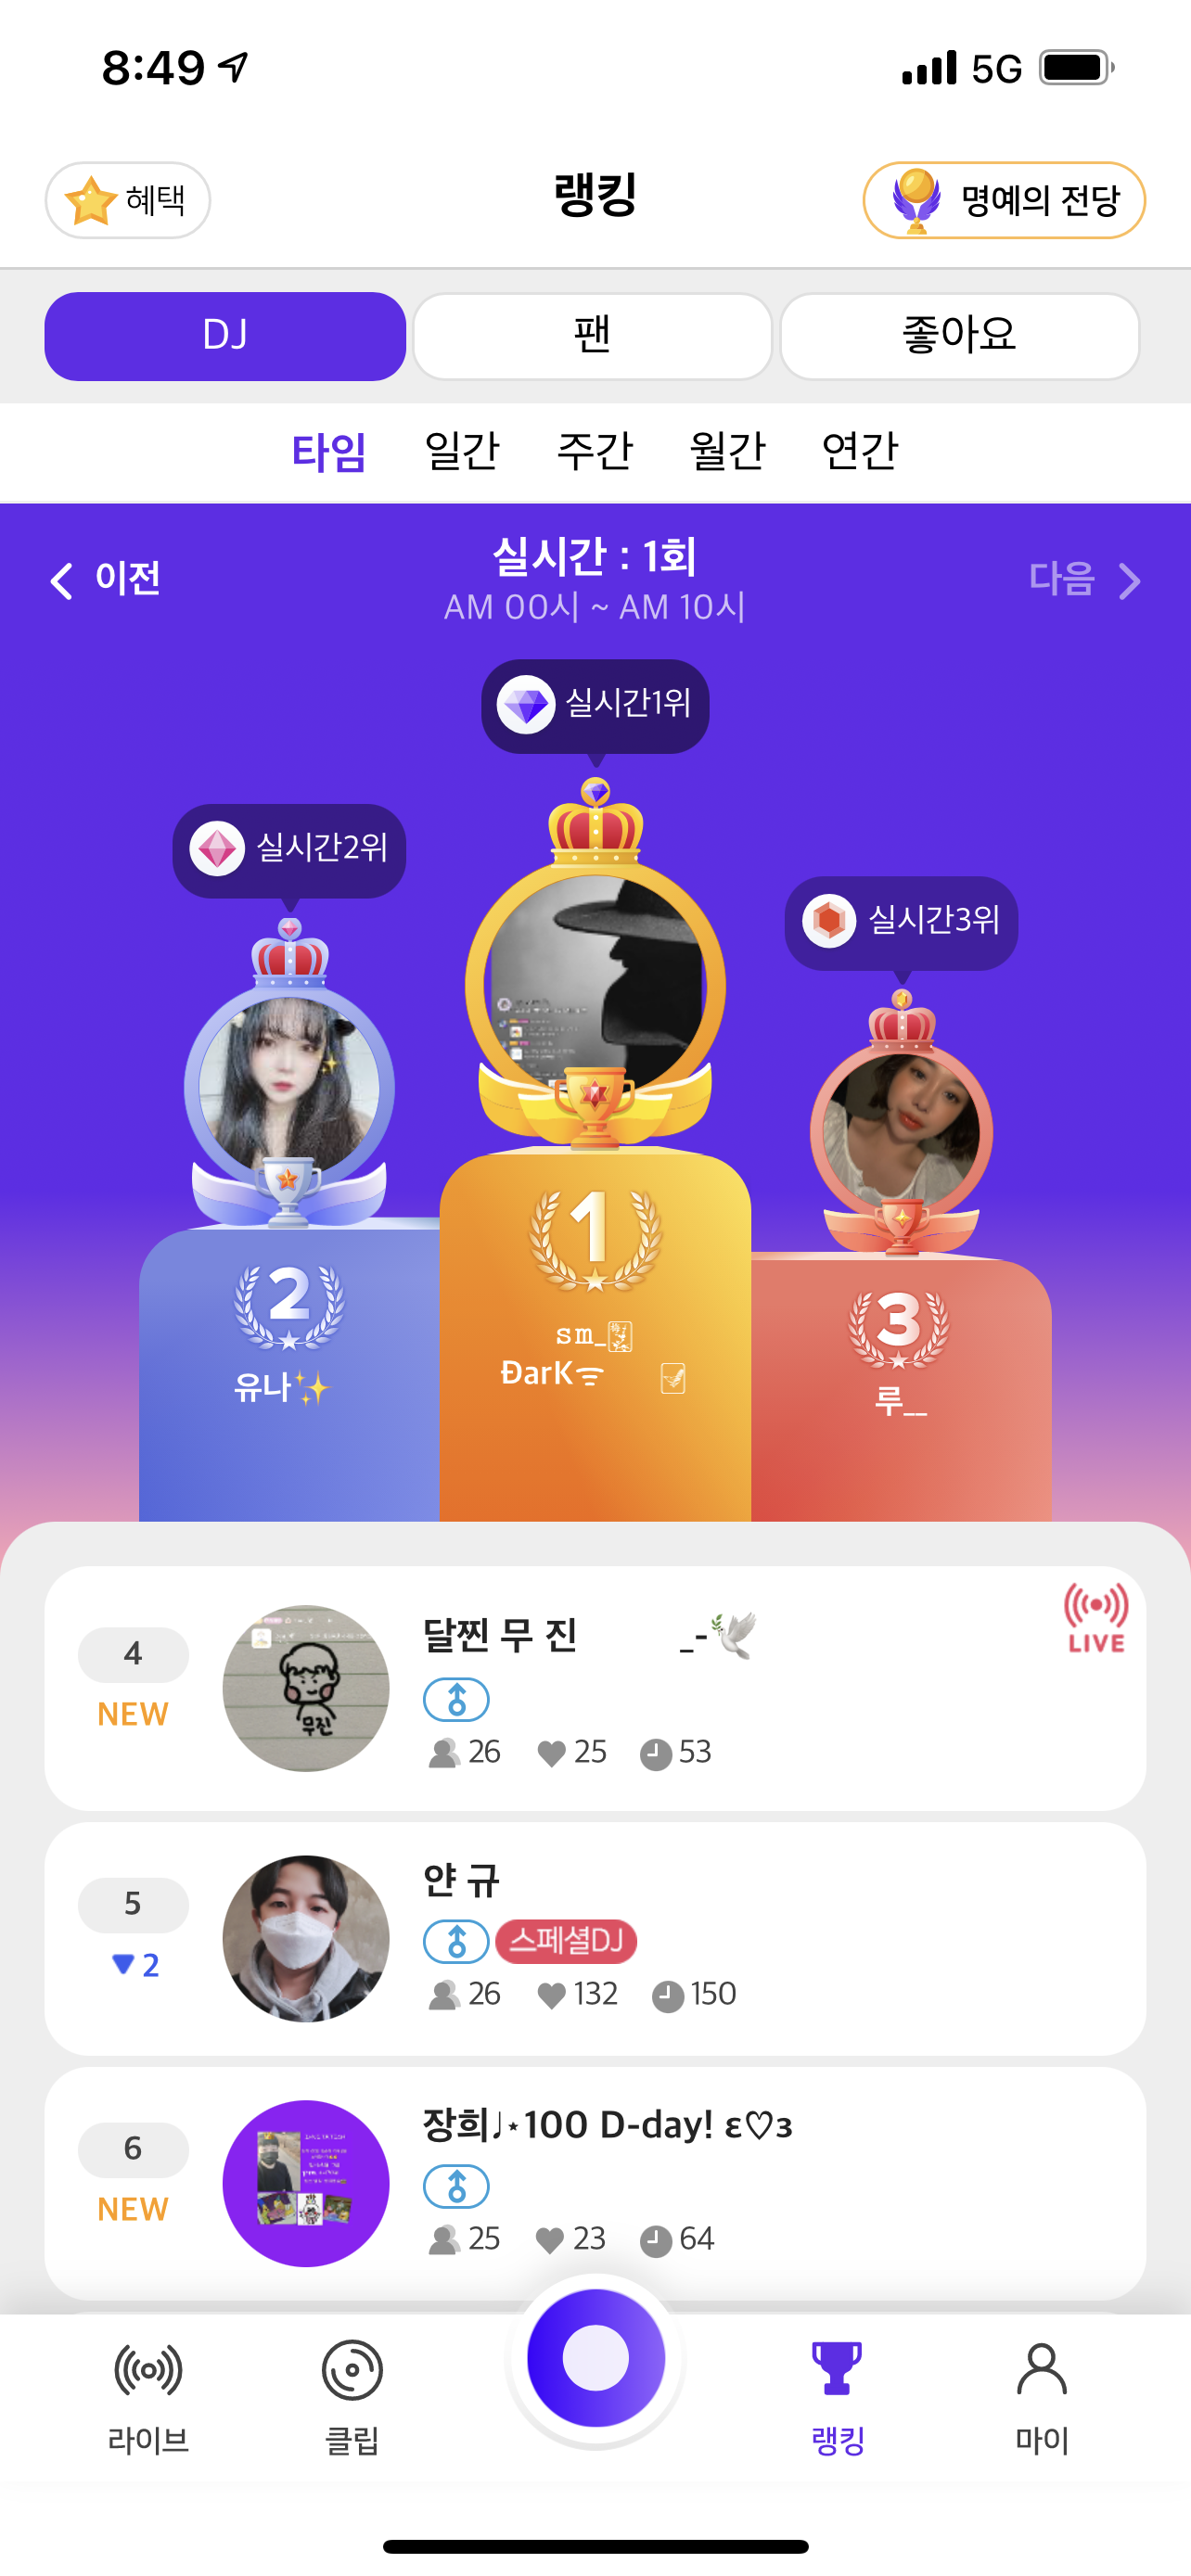 8:49 5G
혜택 랭킹 명예의 전당
DJ 팬 좋아요
타임 일간 주간 월간 연간
이전 실시간 : 1회 다음
AM 00시 ~ AM 10시
실시간1위
실시간2위
실시간3위
1
2
3
sm_
ĐarK
유나✨
루__
4 달찐 무 진 _-🕊
LIVE
NEW
무진
26 25 53
5 얀 규
스페셜DJ
▼ 2
26 132 150
6 장희♩⋆100 D-day! ε♡з
NEW
25 23 64
라이브 클립 랭킹 마이